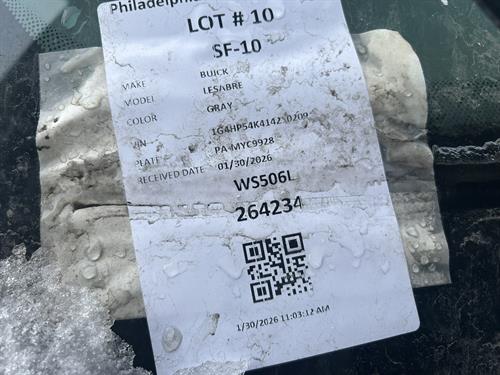 LOT # 10
SF-10
MAKE BUICK
MODEL LESABRE
COLOR GRAY
VIN
PLATE PA-MYC9928
RECEIVED DATE 01/30/2026
WS506L
264234
1/30/2026 11:03:12 AM